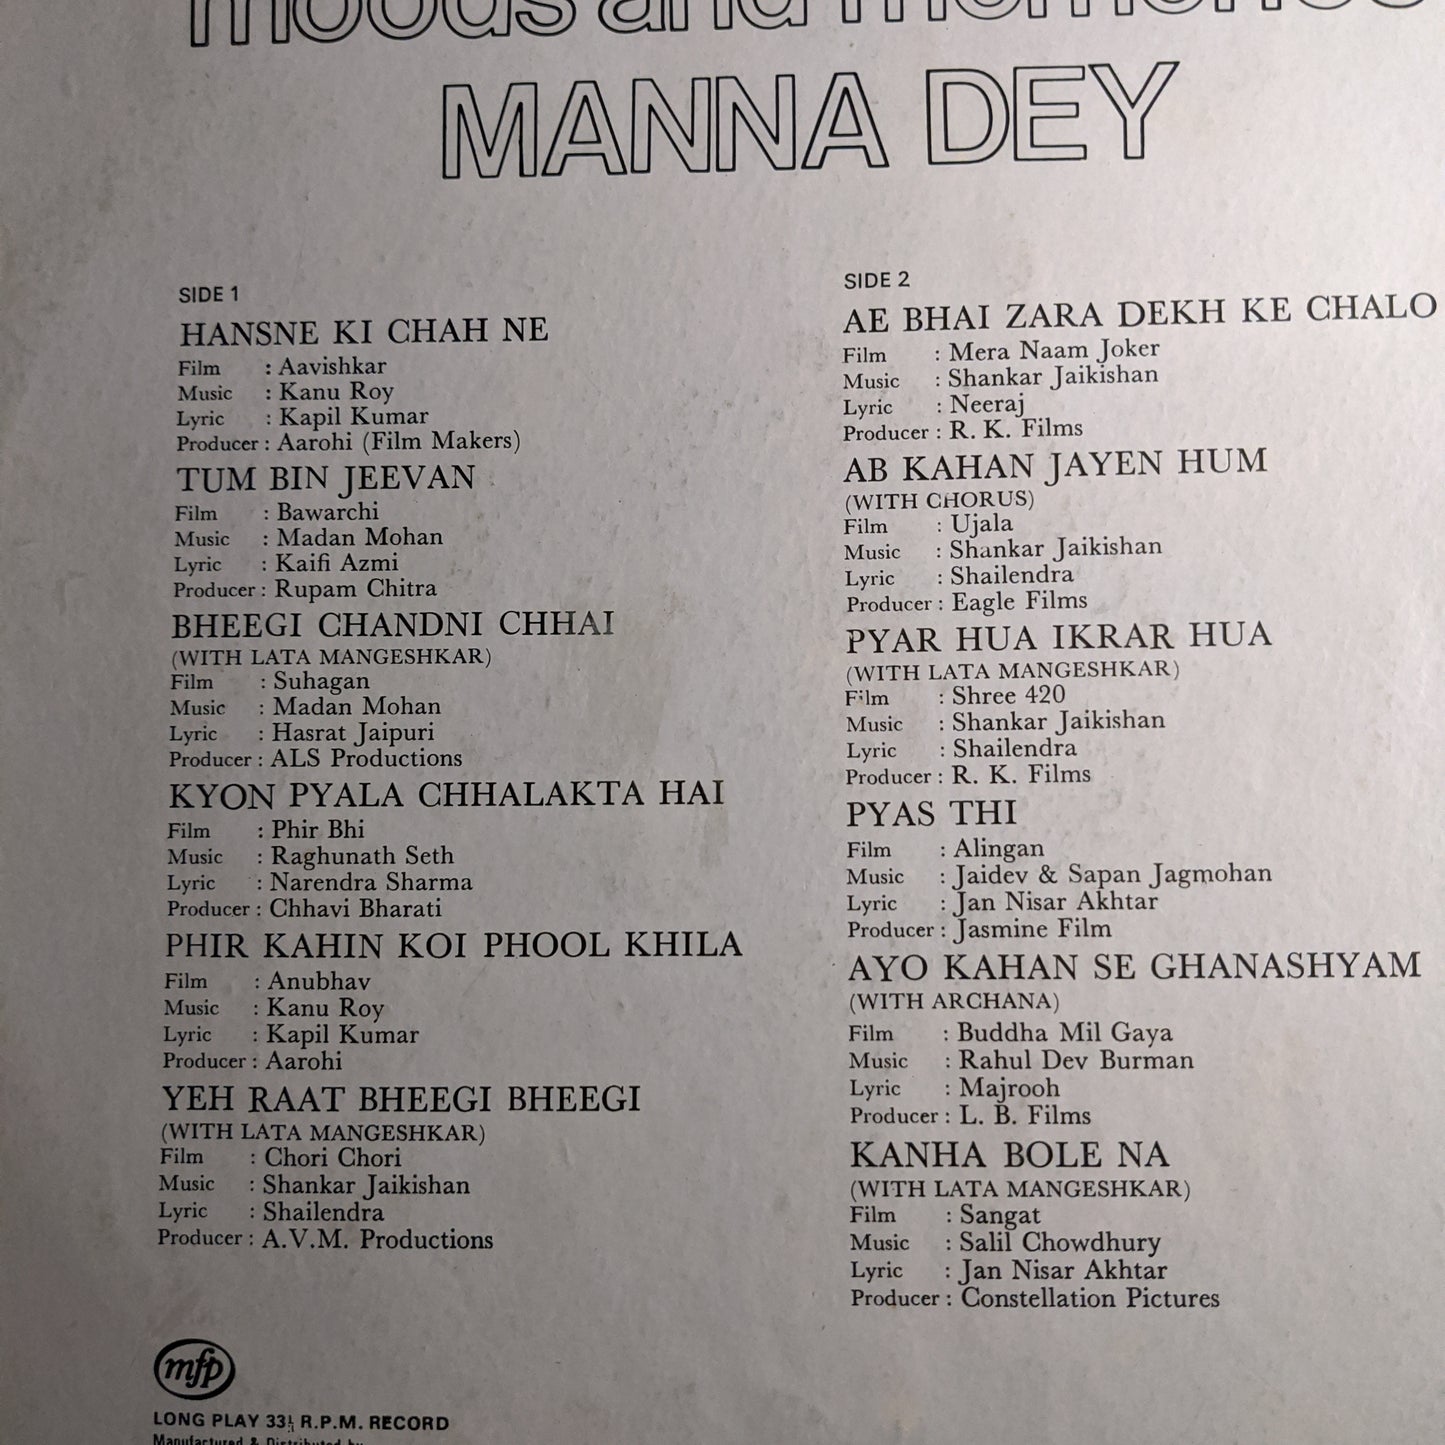 moods and memories
MANNA DEY
SIDE 1
HANSNE KI CHAH NE
Film : Aavishkar
Music : Kanu Roy
Lyric : Kapil Kumar
Producer : Aarohi (Film Makers)
TUM BIN JEEVAN
Film : Bawarchi
Music : Madan Mohan
Lyric : Kaifi Azmi
Producer : Rupam Chitra
BHEEGI CHANDNI CHHAI
(WITH LATA MANGESHKAR)
Film : Suhagan
Music : Madan Mohan
Lyric : Hasrat Jaipuri
Producer : ALS Productions
KYON PYALA CHHALAKTA HAI
Film : Phir Bhi
Music : Raghunath Seth
Lyric : Narendra Sharma
Producer : Chhavi Bharati
PHIR KAHIN KOI PHOOL KHILA
Film : Anubhav
Music : Kanu Roy
Lyric : Kapil Kumar
Producer : Aarohi
YEH RAAT BHEEGI BHEEGI
(WITH LATA MANGESHKAR)
Film : Chori Chori
Music : Shankar Jaikishan
Lyric : Shailendra
Producer : A.V.M. Productions
SIDE 2
AE BHAI ZARA DEKH KE CHALO
Film : Mera Naam Joker
Music : Shankar Jaikishan
Lyric : Neeraj
Producer : R. K. Films
AB KAHAN JAYEN HUM
(WITH CHORUS)
Film : Ujala
Music : Shankar Jaikishan
Lyric : Shailendra
Producer : Eagle Films
PYAR HUA IKRAR HUA
(WITH LATA MANGESHKAR)
Film : Shree 420
Music : Shankar Jaikishan
Lyric : Shailendra
Producer : R. K. Films
PYAS THI
Film : Alingan
Music : Jaidev & Sapan Jagmohan
Lyric : Jan Nisar Akhtar
Producer : Jasmine Film
AYO KAHAN SE GHANASHYAM
(WITH ARCHANA)
Film : Buddha Mil Gaya
Music : Rahul Dev Burman
Lyric : Majrooh
Producer : L. B. Films
KANHA BOLE NA
(WITH LATA MANGESHKAR)
Film : Sangat
Music : Salil Chowdhury
Lyric : Jan Nisar Akhtar
Producer : Constellation Pictures
mfp
LONG PLAY 33⅓ R.P.M. RECORD
Manufactured & Distributed by